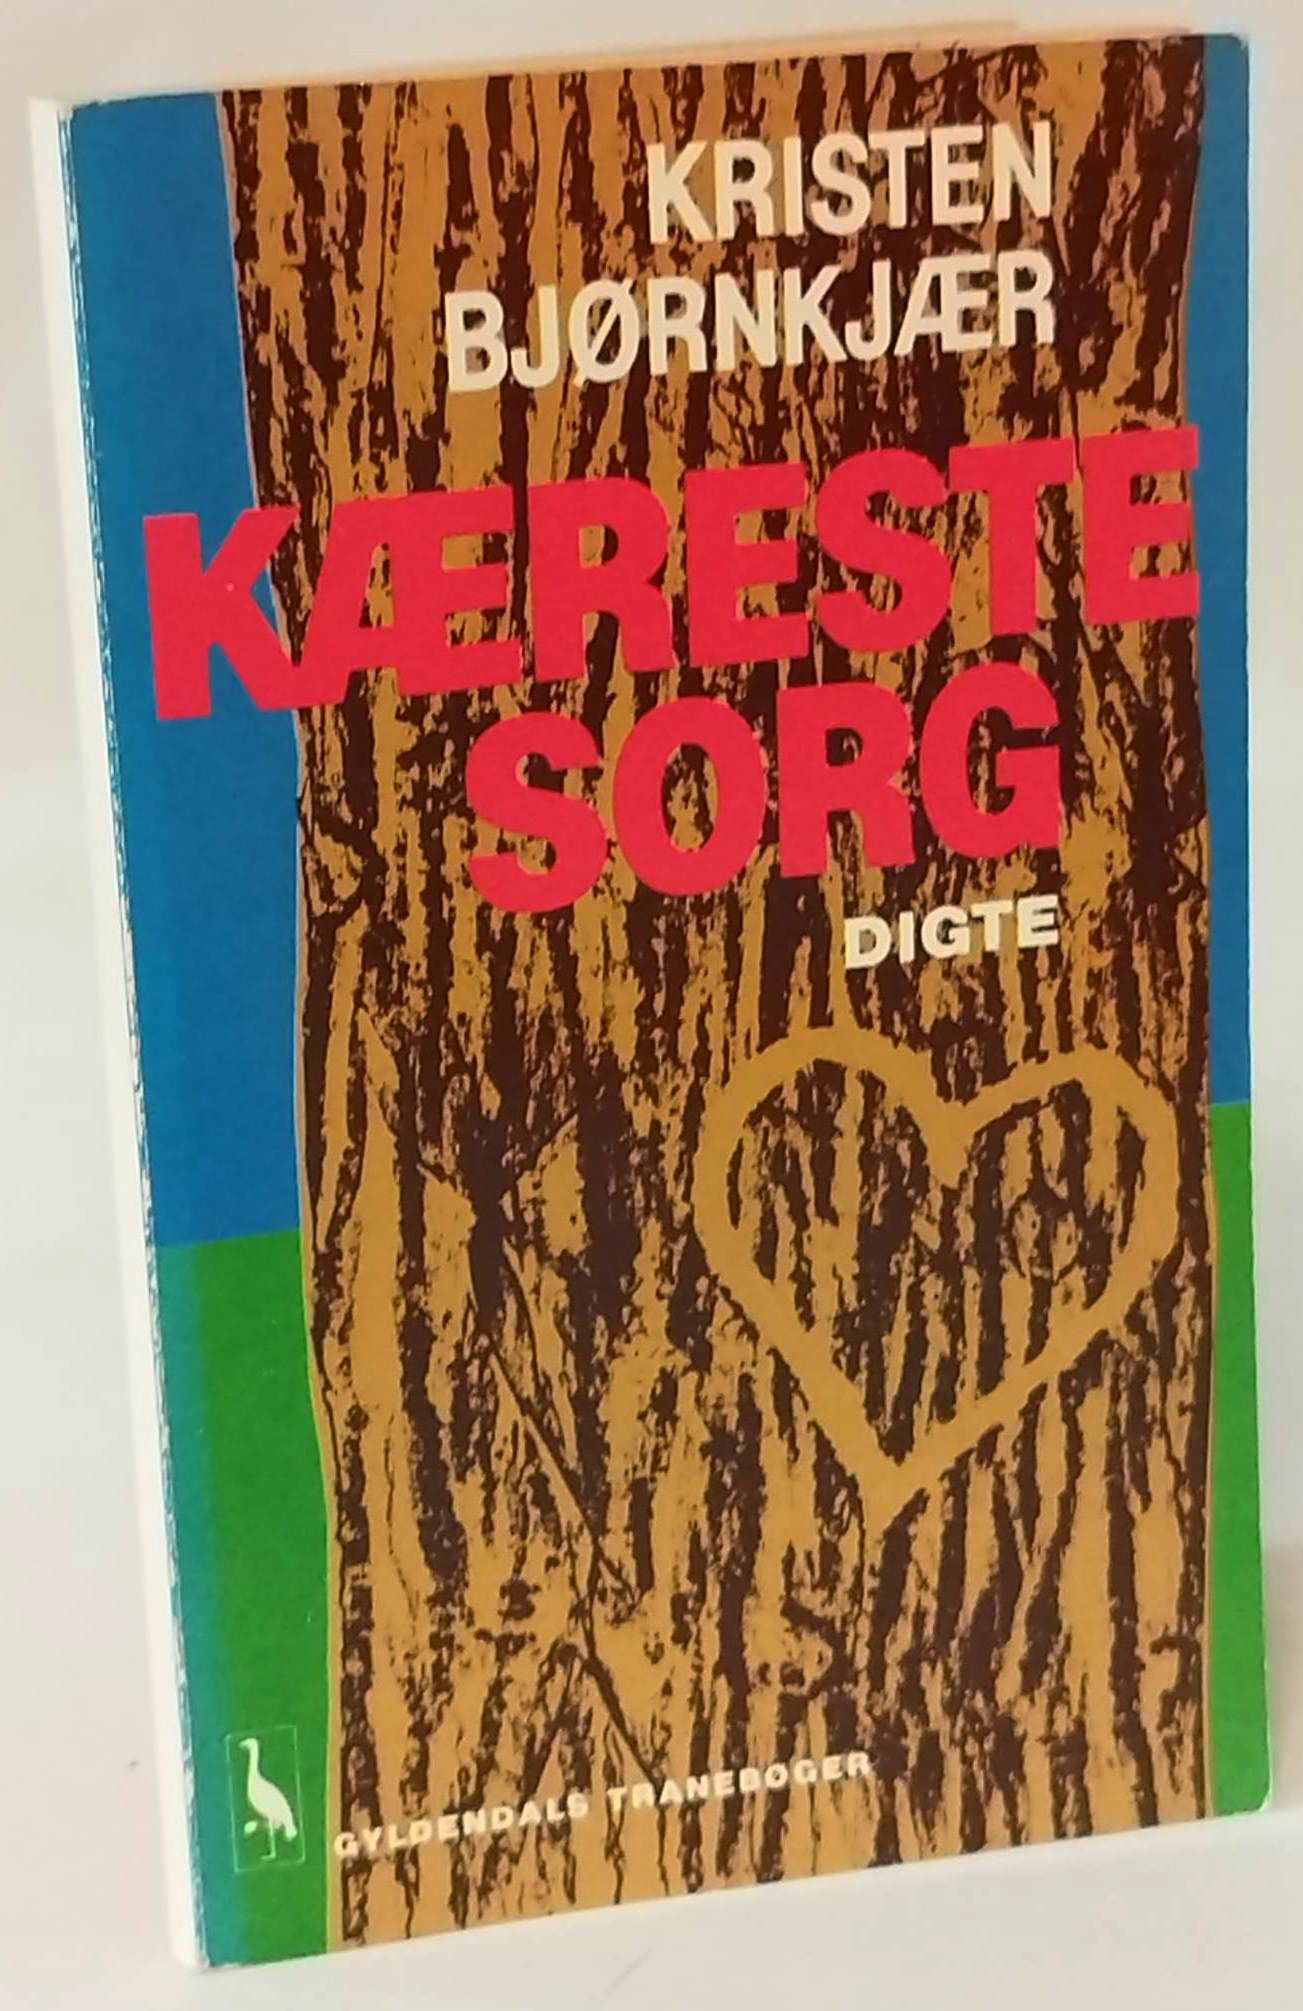 KRISTEN
BJØRNKJÆR
KÆRESTE
SORG
DIGTE
GYLDENDALS TRANEBØGER